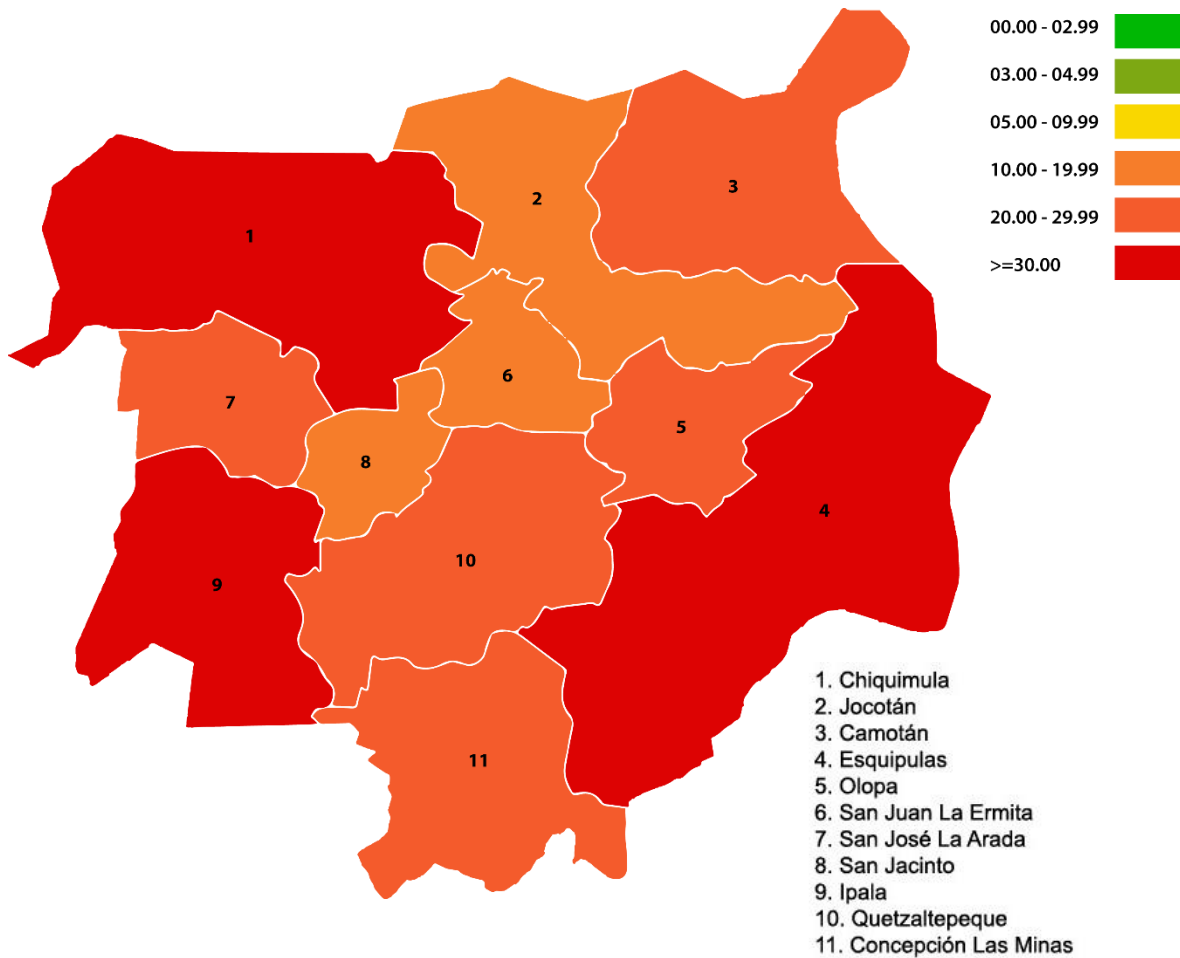 00.00 - 02.99
03.00 - 04.99
05.00 - 09.99
10.00 - 19.99
20.00 - 29.99
>=30.00
1
2
3
4
5
6
7
8
9
10
11
1. Chiquimula
2. Jocotán
3. Camotán
4. Esquipulas
5. Olopa
6. San Juan La Ermita
7. San José La Arada
8. San Jacinto
9. Ipala
10. Quetzaltepeque
11. Concepción Las Minas